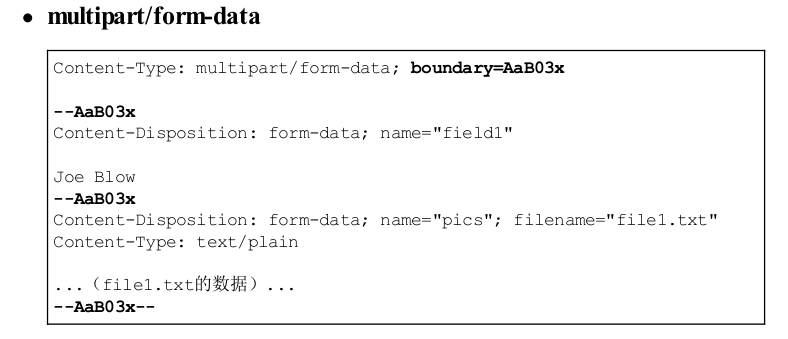 • multipart/form-data
Content-Type: multipart/form-data; boundary=AaB03x
--AaB03x
Content-Disposition: form-data; name="field1"
Joe Blow
--AaB03x
Content-Disposition: form-data; name="pics"; filename="file1.txt"
Content-Type: text/plain
...（file1.txt的数据）...
--AaB03x--